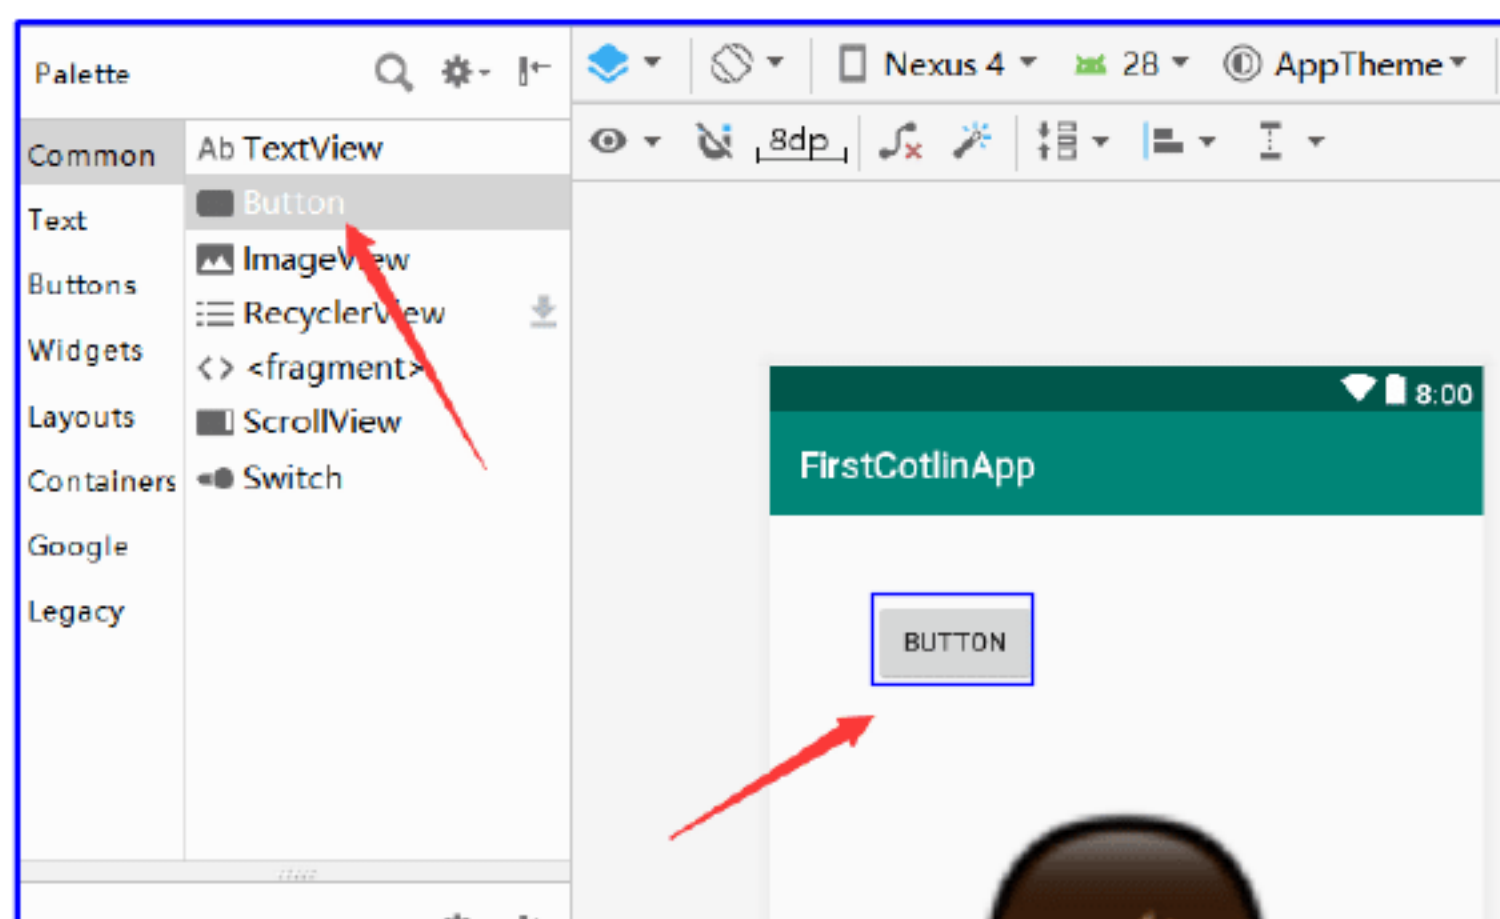 Palette
Nexus 4
28
AppTheme
8dp
Common
Text
Buttons
Widgets
Layouts
Containers
Google
Legacy
Ab TextView
Button
ImageView
RecyclerView
<fragment>
ScrollView
Switch
8:00
FirstCotlinApp
BUTTON